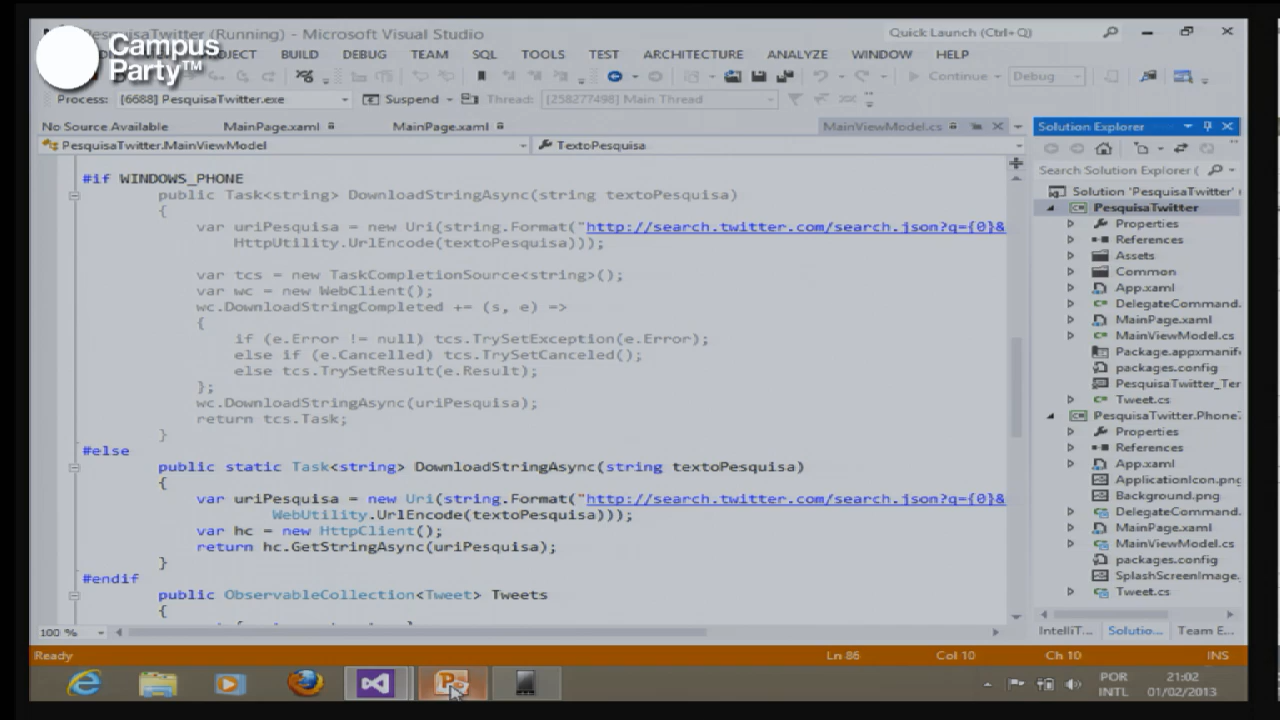 Campus
Party™
PesquisaTwitter (Running) - Microsoft Visual Studio
Quick Launch (Ctrl+Q)
BUILD DEBUG TEAM SQL TOOLS TEST ARCHITECTURE ANALYZE WINDOW HELP
Continue Debug
Process: [6688] PesquisaTwitter.exe Suspend Thread: [258277498] Main Thread
No Source Available MainPage.xaml MainPage.xaml MainViewModel.cs
PesquisaTwitter.MainViewModel TextoPesquisa
#if WINDOWS_PHONE
public Task<string> DownloadStringAsync(string textoPesquisa)
{
var uriPesquisa = new Uri(string.Format("http://search.twitter.com/search.json?q={0}&
HttpUtility.UrlEncode(textoPesquisa)));
var tcs = new TaskCompletionSource<string>();
var wc = new WebClient();
wc.DownloadStringCompleted += (s, e) =>
{
if (e.Error != null) tcs.TrySetException(e.Error);
else if (e.Cancelled) tcs.TrySetCanceled();
else tcs.TrySetResult(e.Result);
};
wc.DownloadStringAsync(uriPesquisa);
return tcs.Task;
}
#else
public static Task<string> DownloadStringAsync(string textoPesquisa)
{
var uriPesquisa = new Uri(string.Format("http://search.twitter.com/search.json?q={0}&
WebUtility.UrlEncode(textoPesquisa)));
var hc = new HttpClient();
return hc.GetStringAsync(uriPesquisa);
}
#endif
public ObservableCollection<Tweet> Tweets
{
100 %
Solution Explorer
Search Solution Explorer (
Solution 'PesquisaTwitter' (
PesquisaTwitter
Properties
References
Assets
Common
App.xaml
DelegateCommand.
MainPage.xaml
MainViewModel.cs
Package.appxmanif
packages.config
PesquisaTwitter_Ter
Tweet.cs
PesquisaTwitter.Phone7
Properties
References
App.xaml
ApplicationIcon.png
Background.png
DelegateCommand.
MainPage.xaml
MainViewModel.cs
packages.config
SplashScreenImage.
Tweet.cs
IntelliT... Solutio... Team E...
Ready Ln 86 Col 10 Ch 10 INS
POR
INTL
21:02
01/02/2013